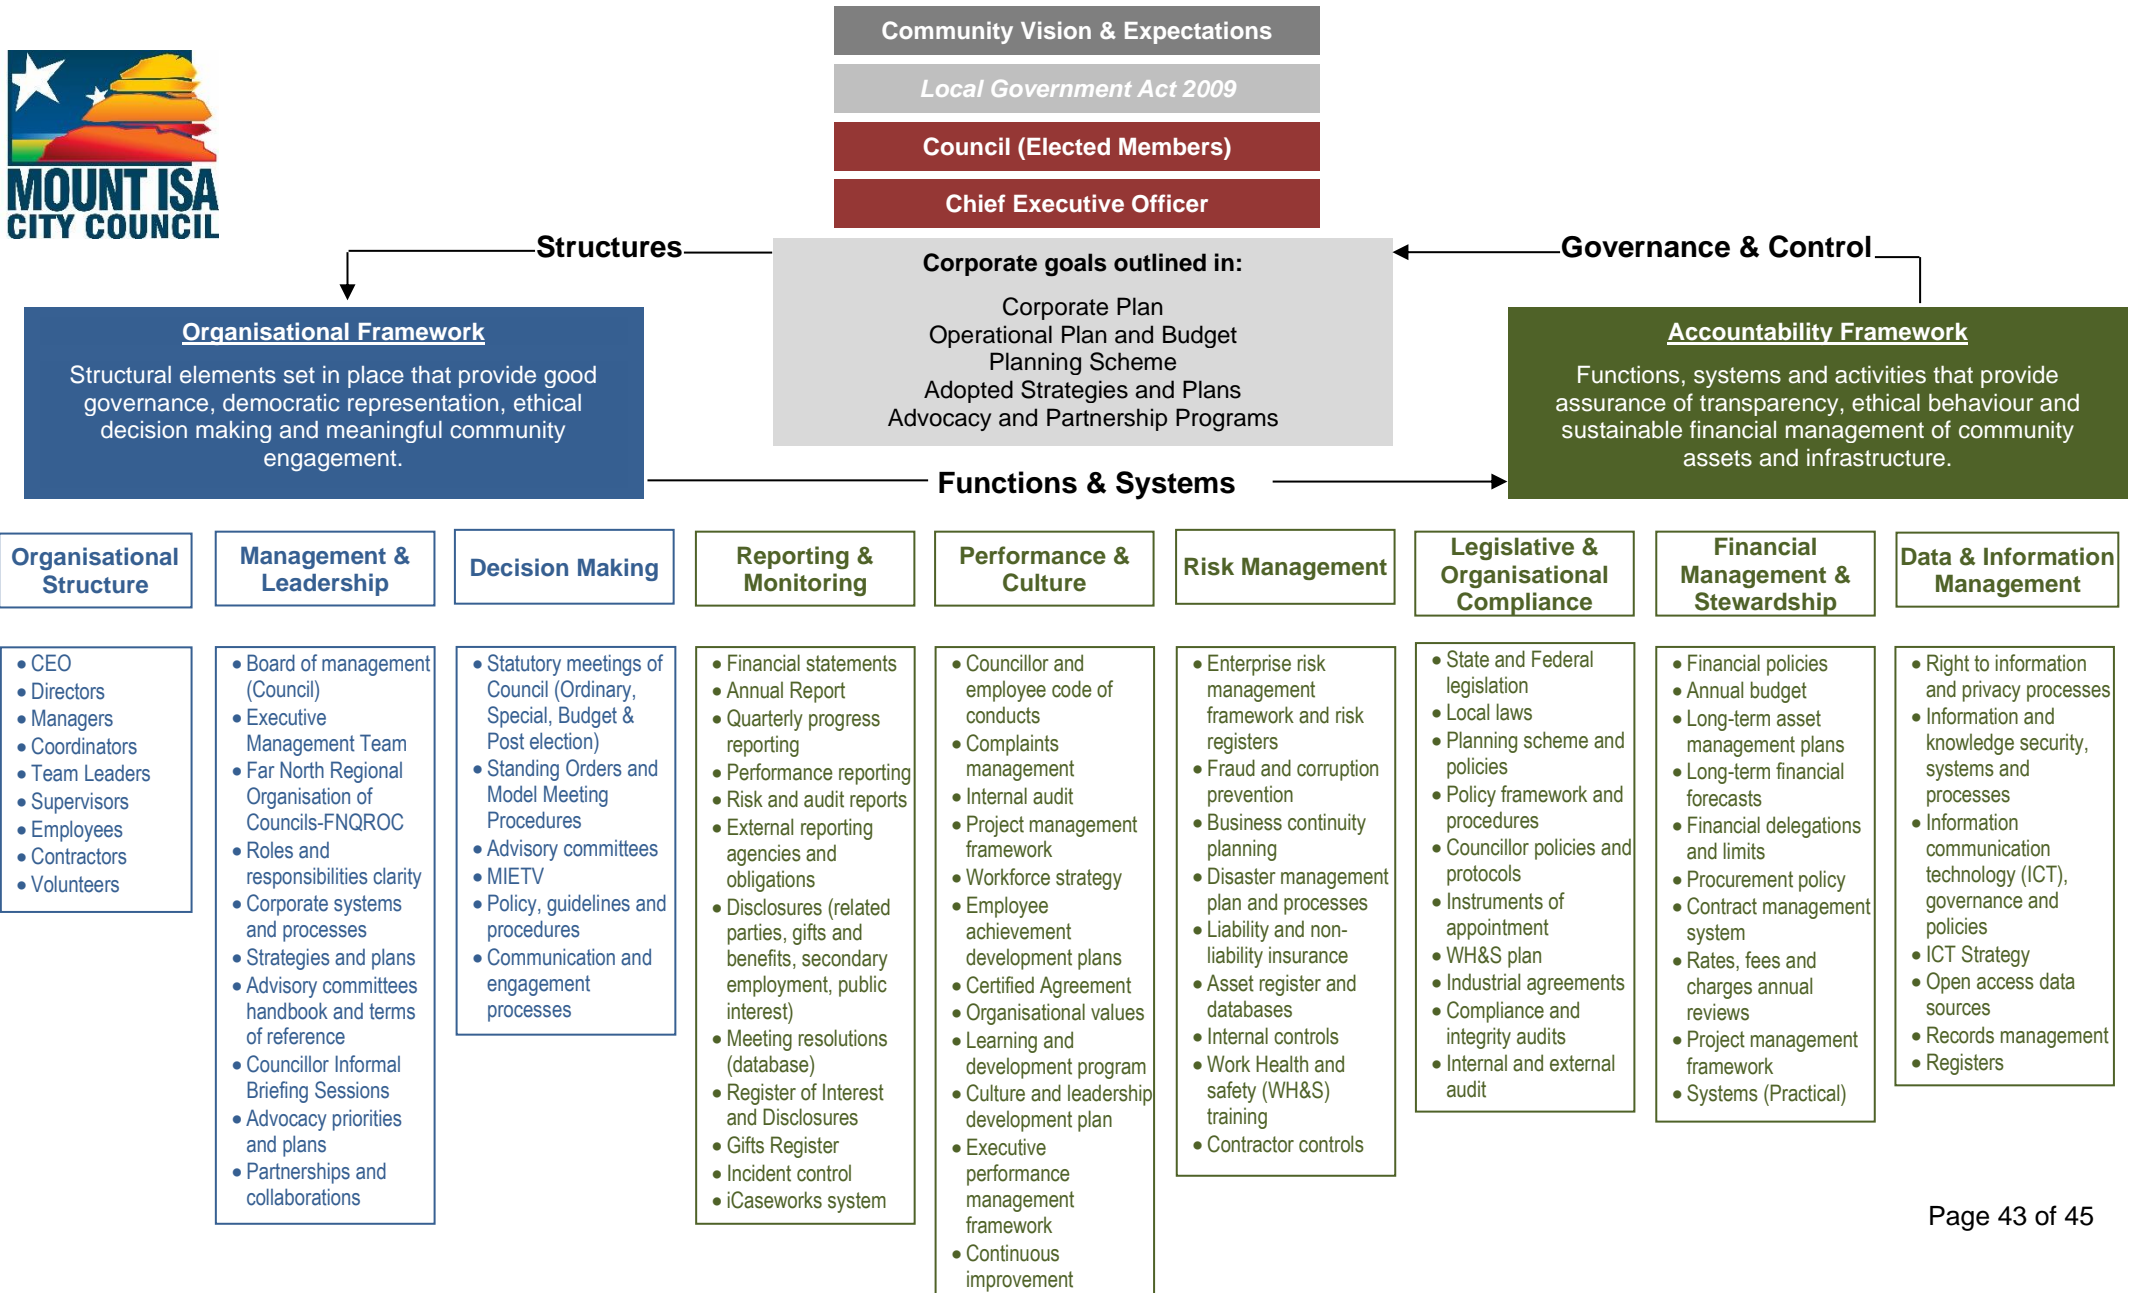 Community Vision & Expectations
Local Government Act 2009
Council (Elected Members)
Chief Executive Officer
MOUNT ISA
CITY COUNCIL
Structures
Governance & Control
Corporate goals outlined in:
Corporate Plan
Operational Plan and Budget
Planning Scheme
Adopted Strategies and Plans
Advocacy and Partnership Programs
Organisational Framework
Structural elements set in place that provide good
governance, democratic representation, ethical
decision making and meaningful community
engagement.
Accountability Framework
Functions, systems and activities that provide
assurance of transparency, ethical behaviour and
sustainable financial management of community
assets and infrastructure.
Functions & Systems
Organisational
Structure
• CEO
• Directors
• Managers
• Coordinators
• Team Leaders
• Supervisors
• Employees
• Contractors
• Volunteers
Management &
Leadership
• Board of management
(Council)
• Executive
Management Team
• Far North Regional
Organisation of
Councils-FNQROC
• Roles and
responsibilities clarity
• Corporate systems
and processes
• Strategies and plans
• Advisory committees
handbook and terms
of reference
• Councillor Informal
Briefing Sessions
• Advocacy priorities
and plans
• Partnerships and
collaborations
Decision Making
• Statutory meetings of
Council (Ordinary,
Special, Budget &
Post election)
• Standing Orders and
Model Meeting
Procedures
• Advisory committees
• MIETV
• Policy, guidelines and
procedures
• Communication and
engagement
processes
Reporting &
Monitoring
• Financial statements
• Annual Report
• Quarterly progress
reporting
• Performance reporting
• Risk and audit reports
• External reporting
agencies and
obligations
• Disclosures (related
parties, gifts and
benefits, secondary
employment, public
interest)
• Meeting resolutions
(database)
• Register of Interest
and Disclosures
• Gifts Register
• Incident control
• iCaseworks system
Performance &
Culture
• Councillor and
employee code of
conducts
• Complaints
management
• Internal audit
• Project management
framework
• Workforce strategy
• Employee
achievement
development plans
• Certified Agreement
• Organisational values
• Learning and
development program
• Culture and leadership
development plan
• Executive
performance
management
framework
• Continuous
improvement
Risk Management
• Enterprise risk
management
framework and risk
registers
• Fraud and corruption
prevention
• Business continuity
planning
• Disaster management
plan and processes
• Liability and non-
liability insurance
• Asset register and
databases
• Internal controls
• Work Health and
safety (WH&S)
training
• Contractor controls
Legislative &
Organisational
Compliance
• State and Federal
legislation
• Local laws
• Planning scheme and
policies
• Policy framework and
procedures
• Councillor policies and
protocols
• Instruments of
appointment
• WH&S plan
• Industrial agreements
• Compliance and
integrity audits
• Internal and external
audit
Financial
Management &
Stewardship
• Financial policies
• Annual budget
• Long-term asset
management plans
• Long-term financial
forecasts
• Financial delegations
and limits
• Procurement policy
• Contract management
system
• Rates, fees and
charges annual
reviews
• Project management
framework
• Systems (Practical)
Data & Information
Management
• Right to information
and privacy processes
• Information and
knowledge security,
systems and
processes
• Information
communication
technology (ICT),
governance and
policies
• ICT Strategy
• Open access data
sources
• Records management
• Registers
Page 43 of 45